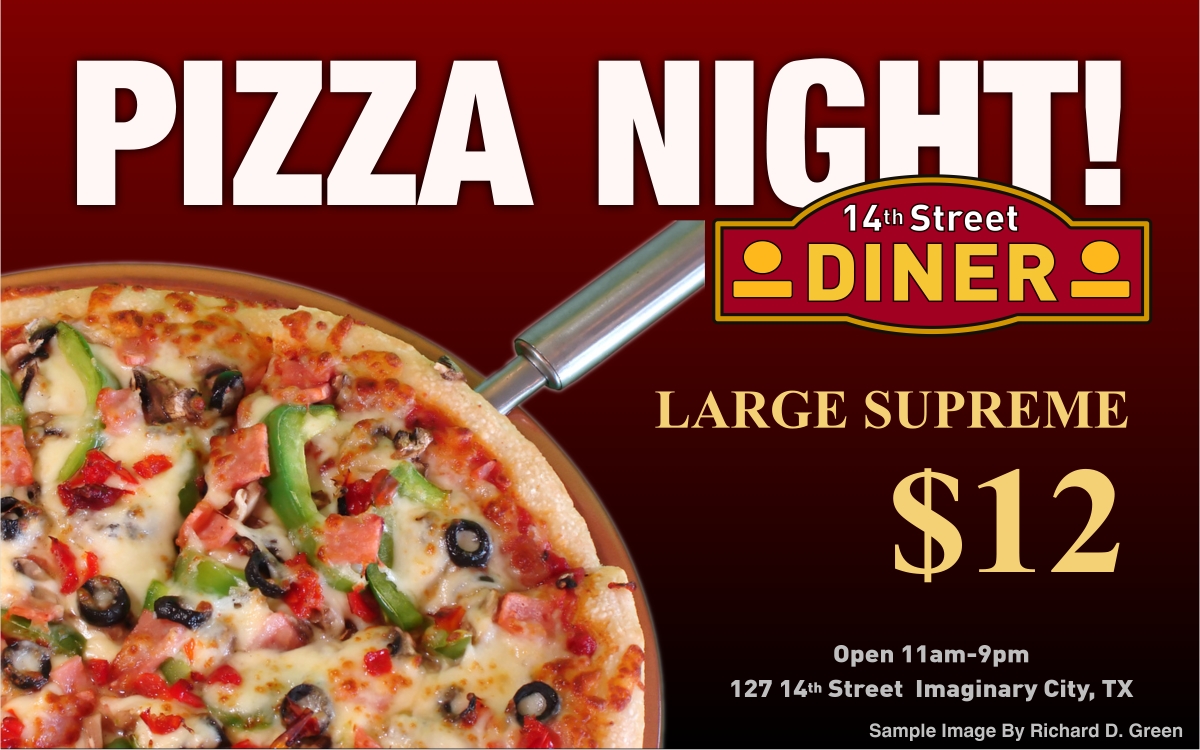 PIZZA NIGHT!
14th Street
DINER
LARGE SUPREME
$12
Open 11am-9pm
127 14th Street Imaginary City, TX
Sample Image By Richard D. Green